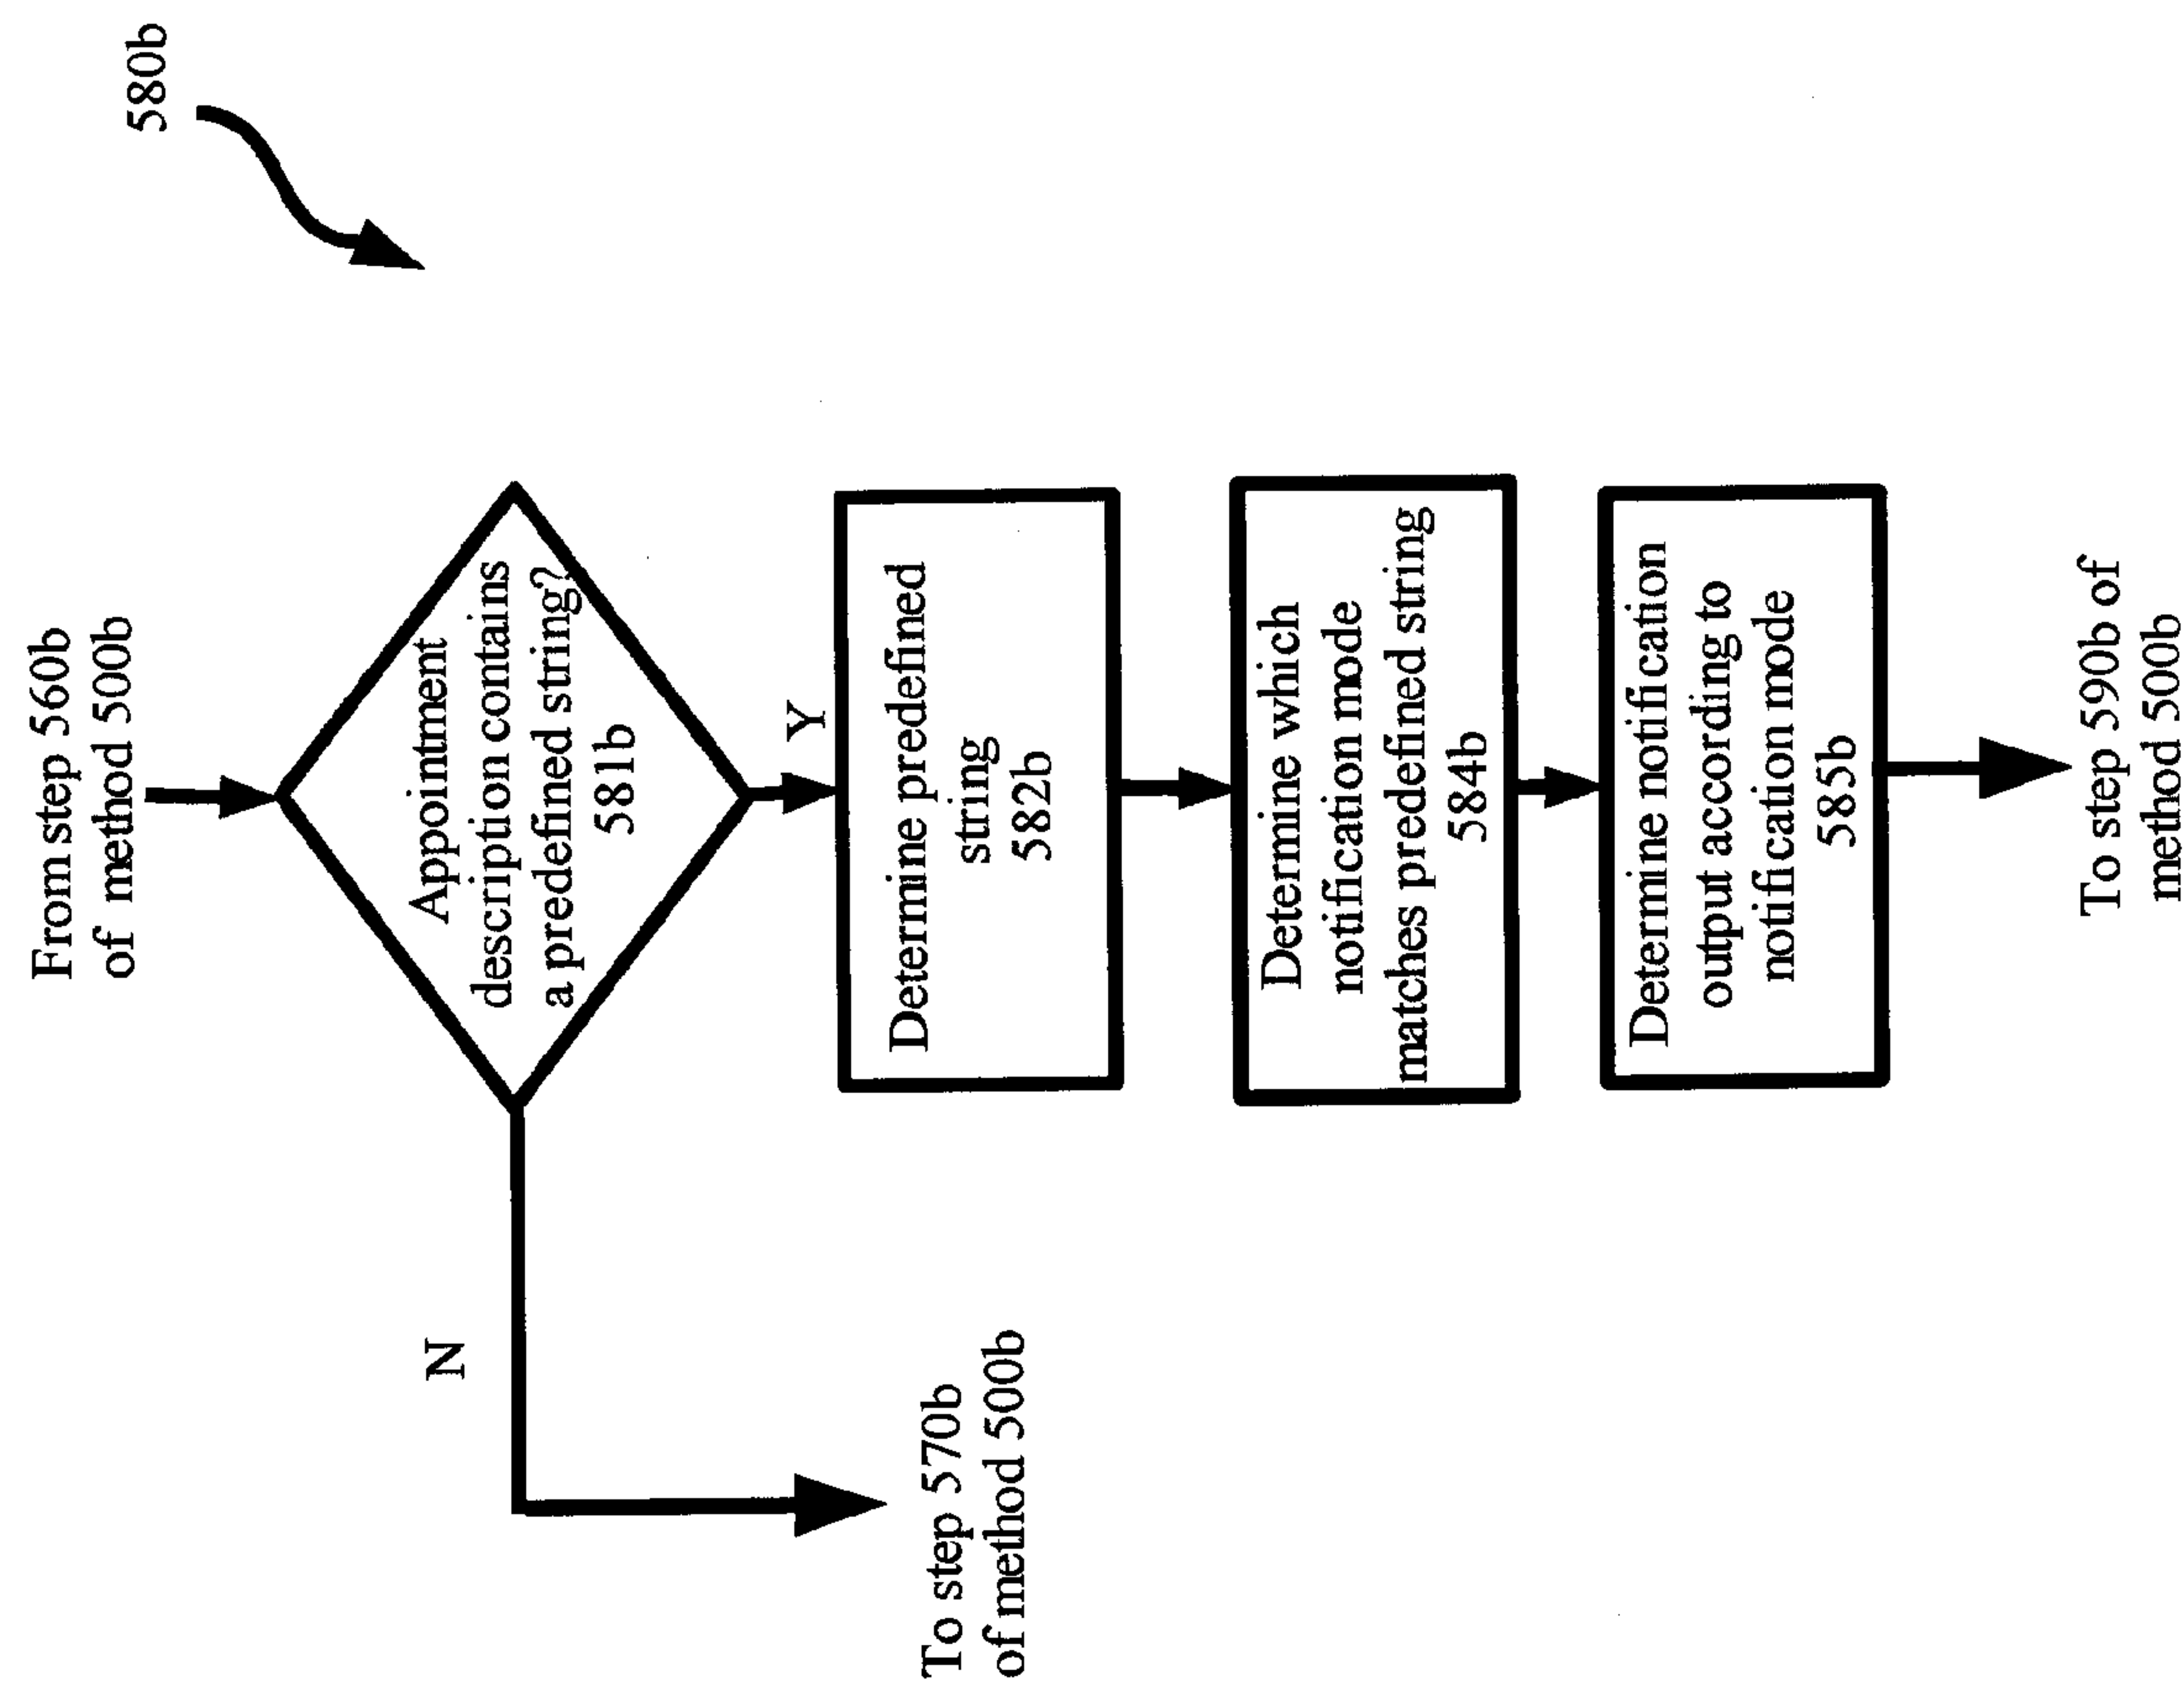 580b
From step 560b
of method 500b
Appointment
description contains
a predefined string?
581b
N
Y
To step 570b
of method 500b
Determine predefined
string
582b
Determine which
notification mode
matches predefined string
584b
Determine notification
output according to
notification mode
585b
To step 590b of
method 500b